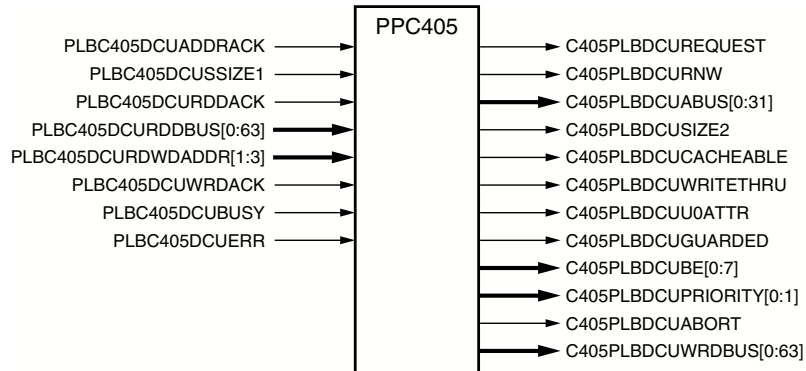 PPC405
PLBC405DCUADDRACK
PLBC405DCUSSIZE1
PLBC405DCURDDACK
PLBC405DCURDDBUS[0:63]
PLBC405DCURDWDADDR[1:3]
PLBC405DCUWRDACK
PLBC405DCUBUSY
PLBC405DCUERR
C405PLBDCUREQUEST
C405PLBDCURNW
C405PLBDCUABUS[0:31]
C405PLBDCUSIZE2
C405PLBDCUCACHEABLE
C405PLBDCUWRITETHRU
C405PLBDCUU0ATTR
C405PLBDCUGUARDED
C405PLBDCUBE[0:7]
C405PLBDCUPRIORITY[0:1]
C405PLBDCUABORT
C405PLBDCUWRDBUS[0:63]